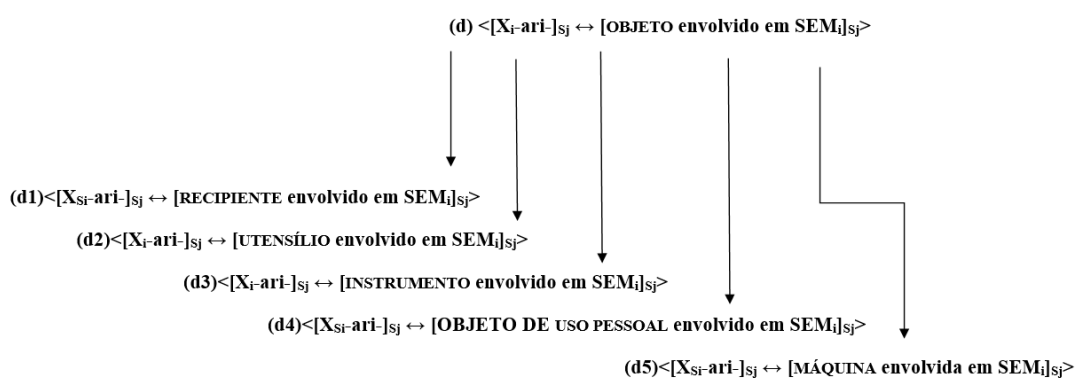 (d) <[Xi-ari-]Sj ↔ [OBJETO envolvido em SEMi]Sj>
(d1)<[XSi-ari-]Sj ↔ [RECIPIENTE envolvido em SEMi]Sj>
(d2)<[Xi-ari-]Sj ↔ [UTENSÍLIO envolvido em SEMi]Sj>
(d3)<[Xi-ari-]Sj ↔ [INSTRUMENTO envolvido em SEMi]Sj>
(d4)<[XSi-ari-]Sj ↔ [OBJETO DE USO PESSOAL envolvido em SEMi]Sj>
(d5)<[XSi-ari-]Sj ↔ [MÁQUINA envolvida em SEMi]Sj>